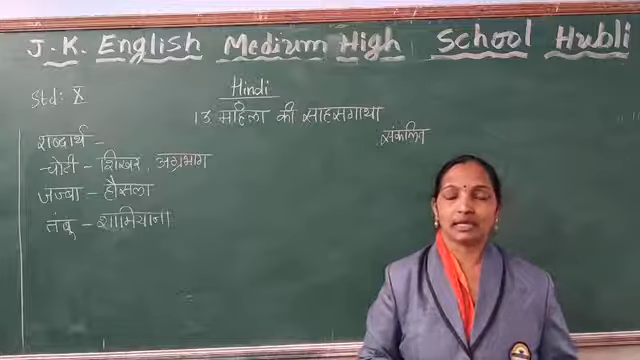 J.K. English Medium High School Hubli
Hindi
Std: X
13. महिला की साहसगाथा
संकलित
शब्दार्थ -
चोटी - शिखर, अग्रभाग
जज्बा - हौसला
तंबू - शामियाना